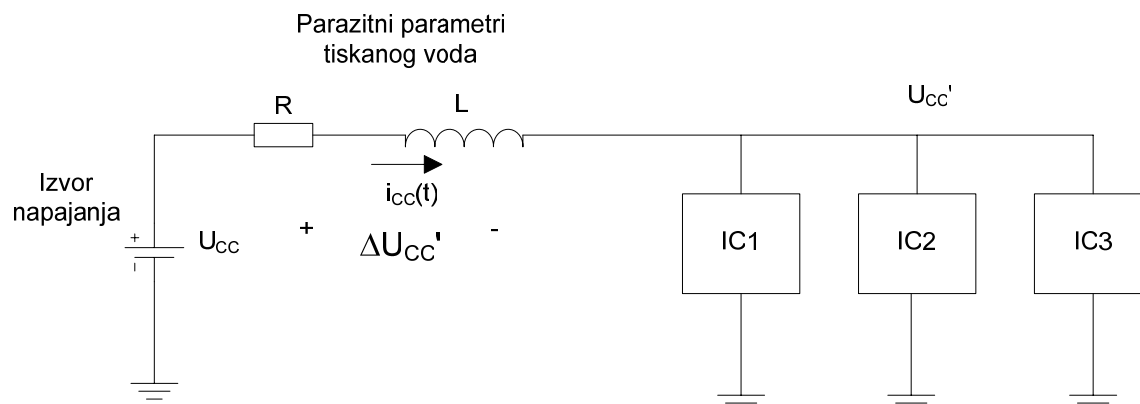 Parazitni parametri
tiskanog voda
R
L
U_CC'
i_CC(t)
Izvor
napajanja
+
-
U_CC
+
ΔU_CC'
-
IC1
IC2
IC3